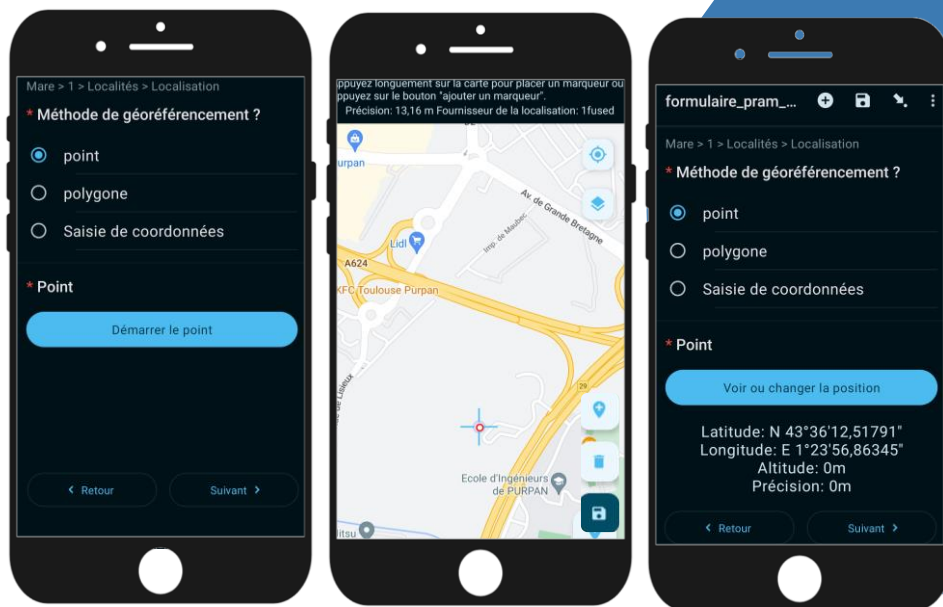 Mare > 1 > Localités > Localisation
* Méthode de géoréférencement ?
point
polygone
Saisie de coordonnées
* Point
Démarrer le point
< Retour
Suivant >
ppuyez longuement sur la carte pour placer un marqueur ou
ppuyez sur le bouton "ajouter un marqueur".
Précision: 13,16 m Fournisseur de la localisation: 1fused
urpan
Av. de Grande Bretagne
Imp. de Maubec
Lidl
A624
KFC Toulouse Purpan
de Lisieux
29
Ecole d'Ingénieurs
de PURPAN
litsu
formulaire_pram_...
Mare > 1 > Localités > Localisation
* Méthode de géoréférencement ?
point
polygone
Saisie de coordonnées
* Point
Voir ou changer la position
Latitude: N 43°36'12,51791"
Longitude: E 1°23'56,86345"
Altitude: 0m
Précision: 0m
< Retour
Suivant >